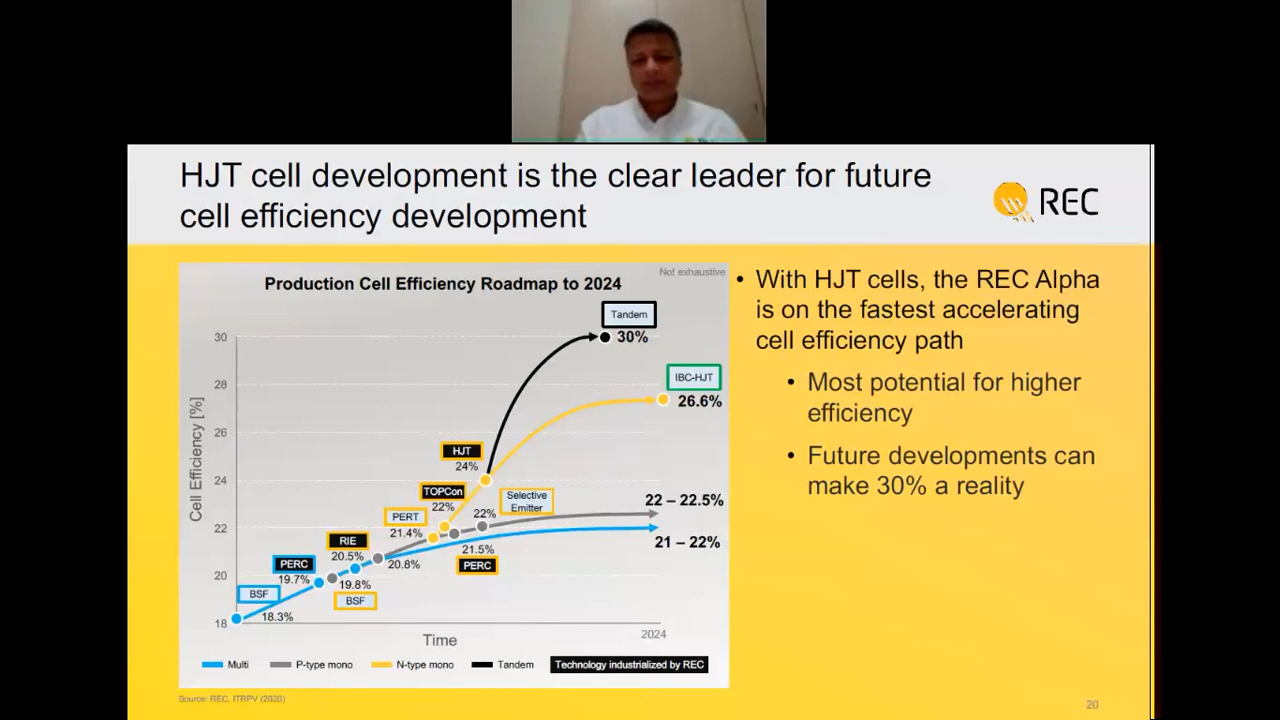 HJT cell development is the clear leader for future
cell efficiency development
REC
Not exhaustive
Production Cell Efficiency Roadmap to 2024
Cell Efficiency [%]
30
28
26
24
22
20
18
Tandem
30%
IBC-HJT
26.6%
HJT
24%
TOPCon
22%
Selective
Emitter
22%
22 – 22.5%
PERT
21.4%
21 – 22%
RIE
20.5%
21.5%
PERC
20.8%
PERC
19.7%
19.8%
BSF
BSF
18.3%
Time
2024
Multi
P-type mono
N-type mono
Tandem
Technology industrialized by REC
• With HJT cells, the REC Alpha
is on the fastest accelerating
cell efficiency path
• Most potential for higher
efficiency
• Future developments can
make 30% a reality
Source: REC, ITRPV (2020)
20